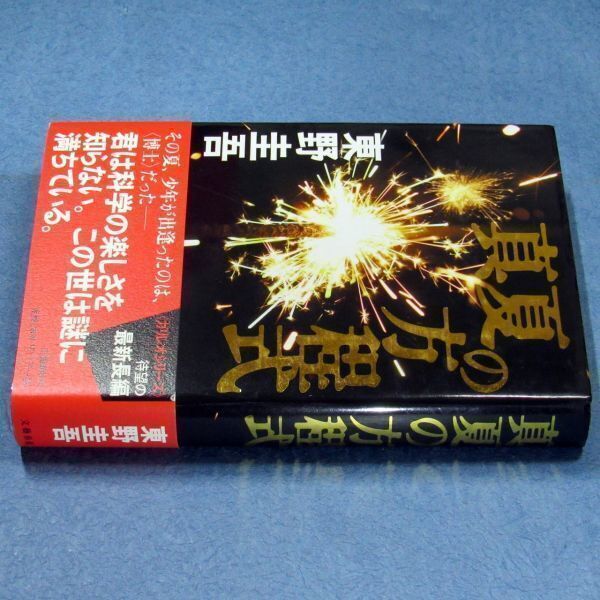 真夏の方程式
東野圭吾
その夏、少年が出逢ったのは、
〈博士〉だった——
君は科学の楽しさを
知らない。この世は謎に
満ちている。
ガリレオシリーズ
待望の
最新長編
真夏の方程式
東野圭吾